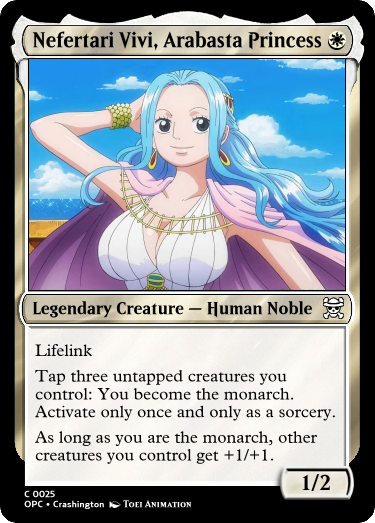 Nefertari Vivi, Arabasta Princess
Legendary Creature — Human Noble
Lifelink
Tap three untapped creatures you
control: You become the monarch.
Activate only once and only as a sorcery.
As long as you are the monarch, other
creatures you control get +1/+1.
1/2
C 0025
OPC • Crashington Toei Animation